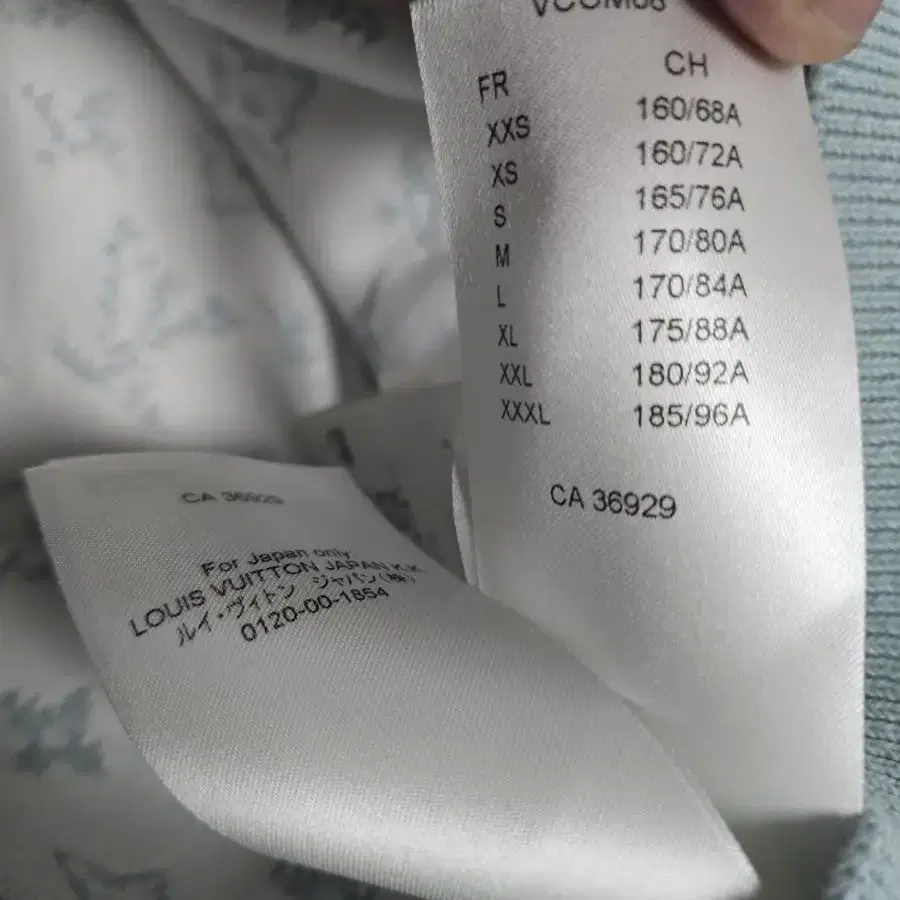 FR CH
XXS 160/68A
XS 160/72A
S 165/76A
M 170/80A
L 170/84A
XL 175/88A
XXL 180/92A
XXXL 185/96A
CA 36929
CA 36929
For Japan only:
LOUIS VUITTON JAPAN K.K.
ルイ・ヴィトン ジャパン(株)
0120-00-1854